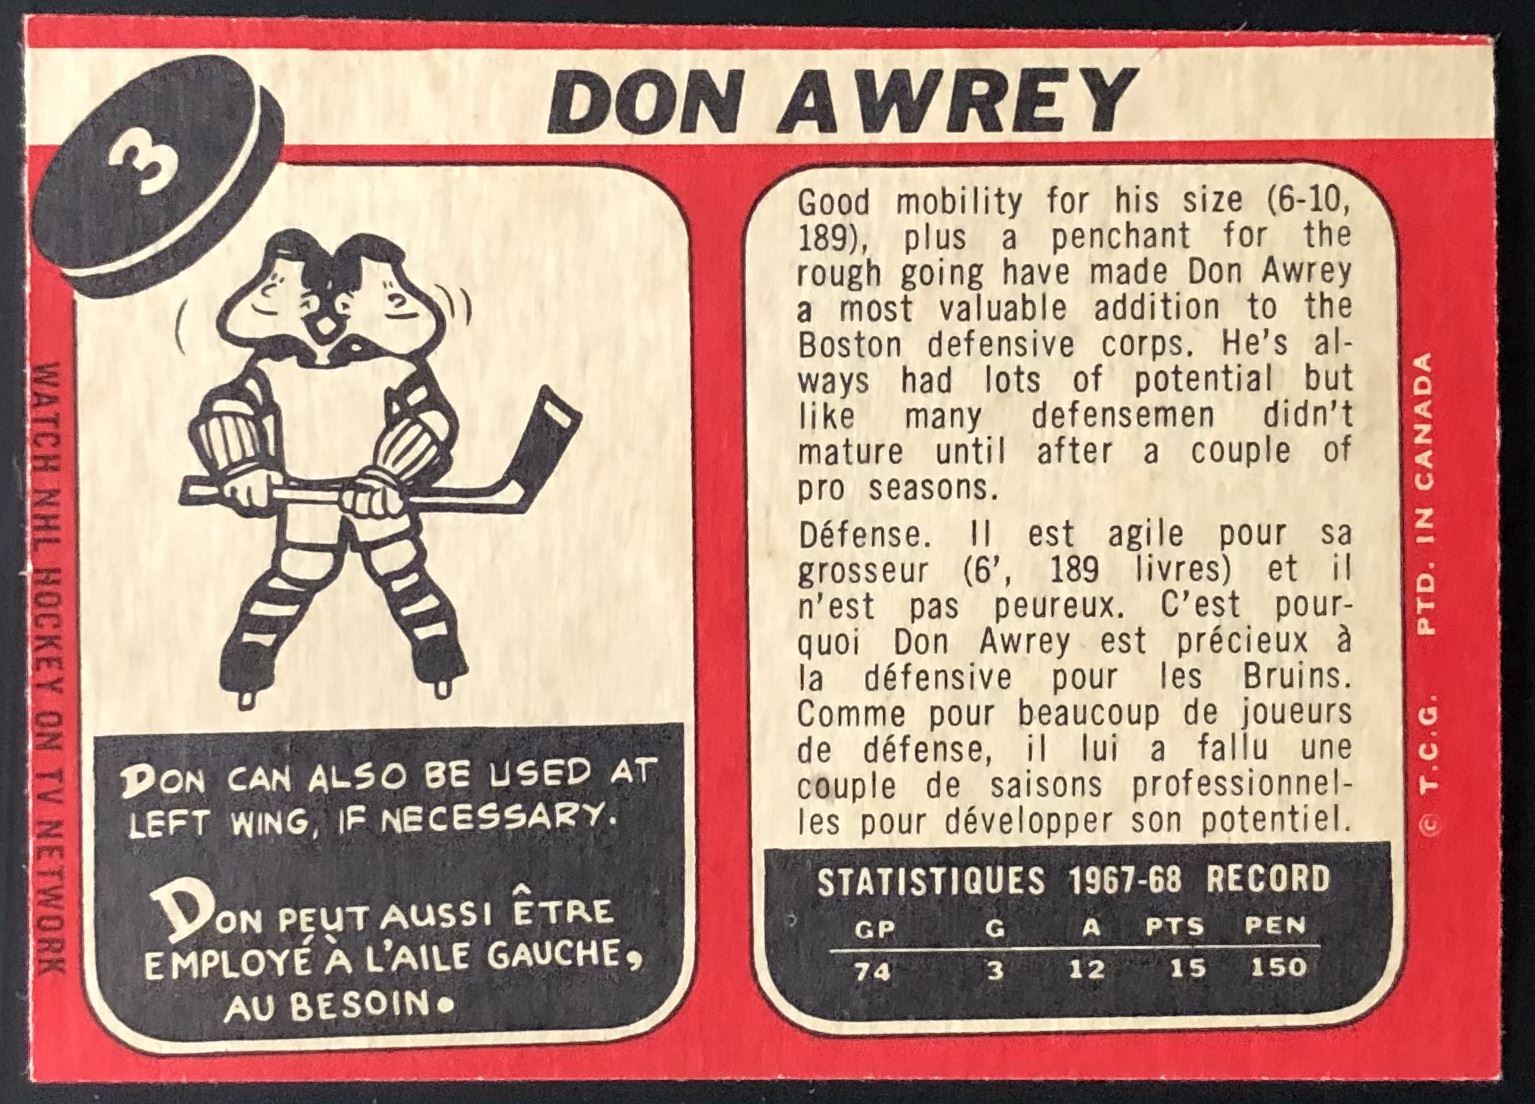 3
DON AWREY
Good mobility for his size (6-10,
189), plus a penchant for the
rough going have made Don Awrey
a most valuable addition to the
Boston defensive corps. He's al-
ways had lots of potential but
like many defensemen didn't
mature until after a couple of
pro seasons.
Défense. Il est agile pour sa
grosseur (6', 189 livres) et il
n'est pas peureux. C'est pour-
quoi Don Awrey est précieux à
la défensive pour les Bruins.
Comme pour beaucoup de joueurs
de défense, il lui a fallu une
couple de saisons professionnel-
les pour développer son potentiel.
DON CAN ALSO BE USED AT
LEFT WING, IF NECESSARY.
DON PEUT AUSSI ÊTRE
EMPLOYÉ À L'AILE GAUCHE,
AU BESOIN.
STATISTIQUES 1967-68 RECORD
GP G A PTS PEN
74 3 12 15 150
WATCH NHL HOCKEY ON TV NETWORK
© T.C.G. PTD. IN CANADA